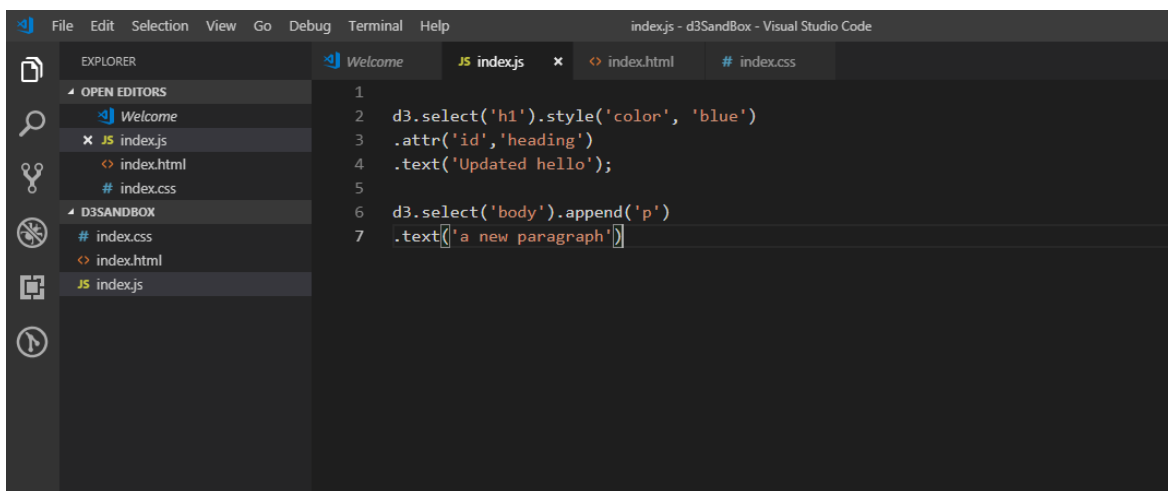 File Edit Selection View Go Debug Terminal Help index.js - d3SandBox - Visual Studio Code
EXPLORER
OPEN EDITORS
Welcome
JS index.js
<> index.html
# index.css
D3SANDBOX
# index.css
<> index.html
JS index.js
Welcome JS index.js × <> index.html # index.css
1
2 d3.select('h1').style('color', 'blue')
3 .attr('id','heading')
4 .text('Updated hello');
5
6 d3.select('body').append('p')
7 .text('a new paragraph')